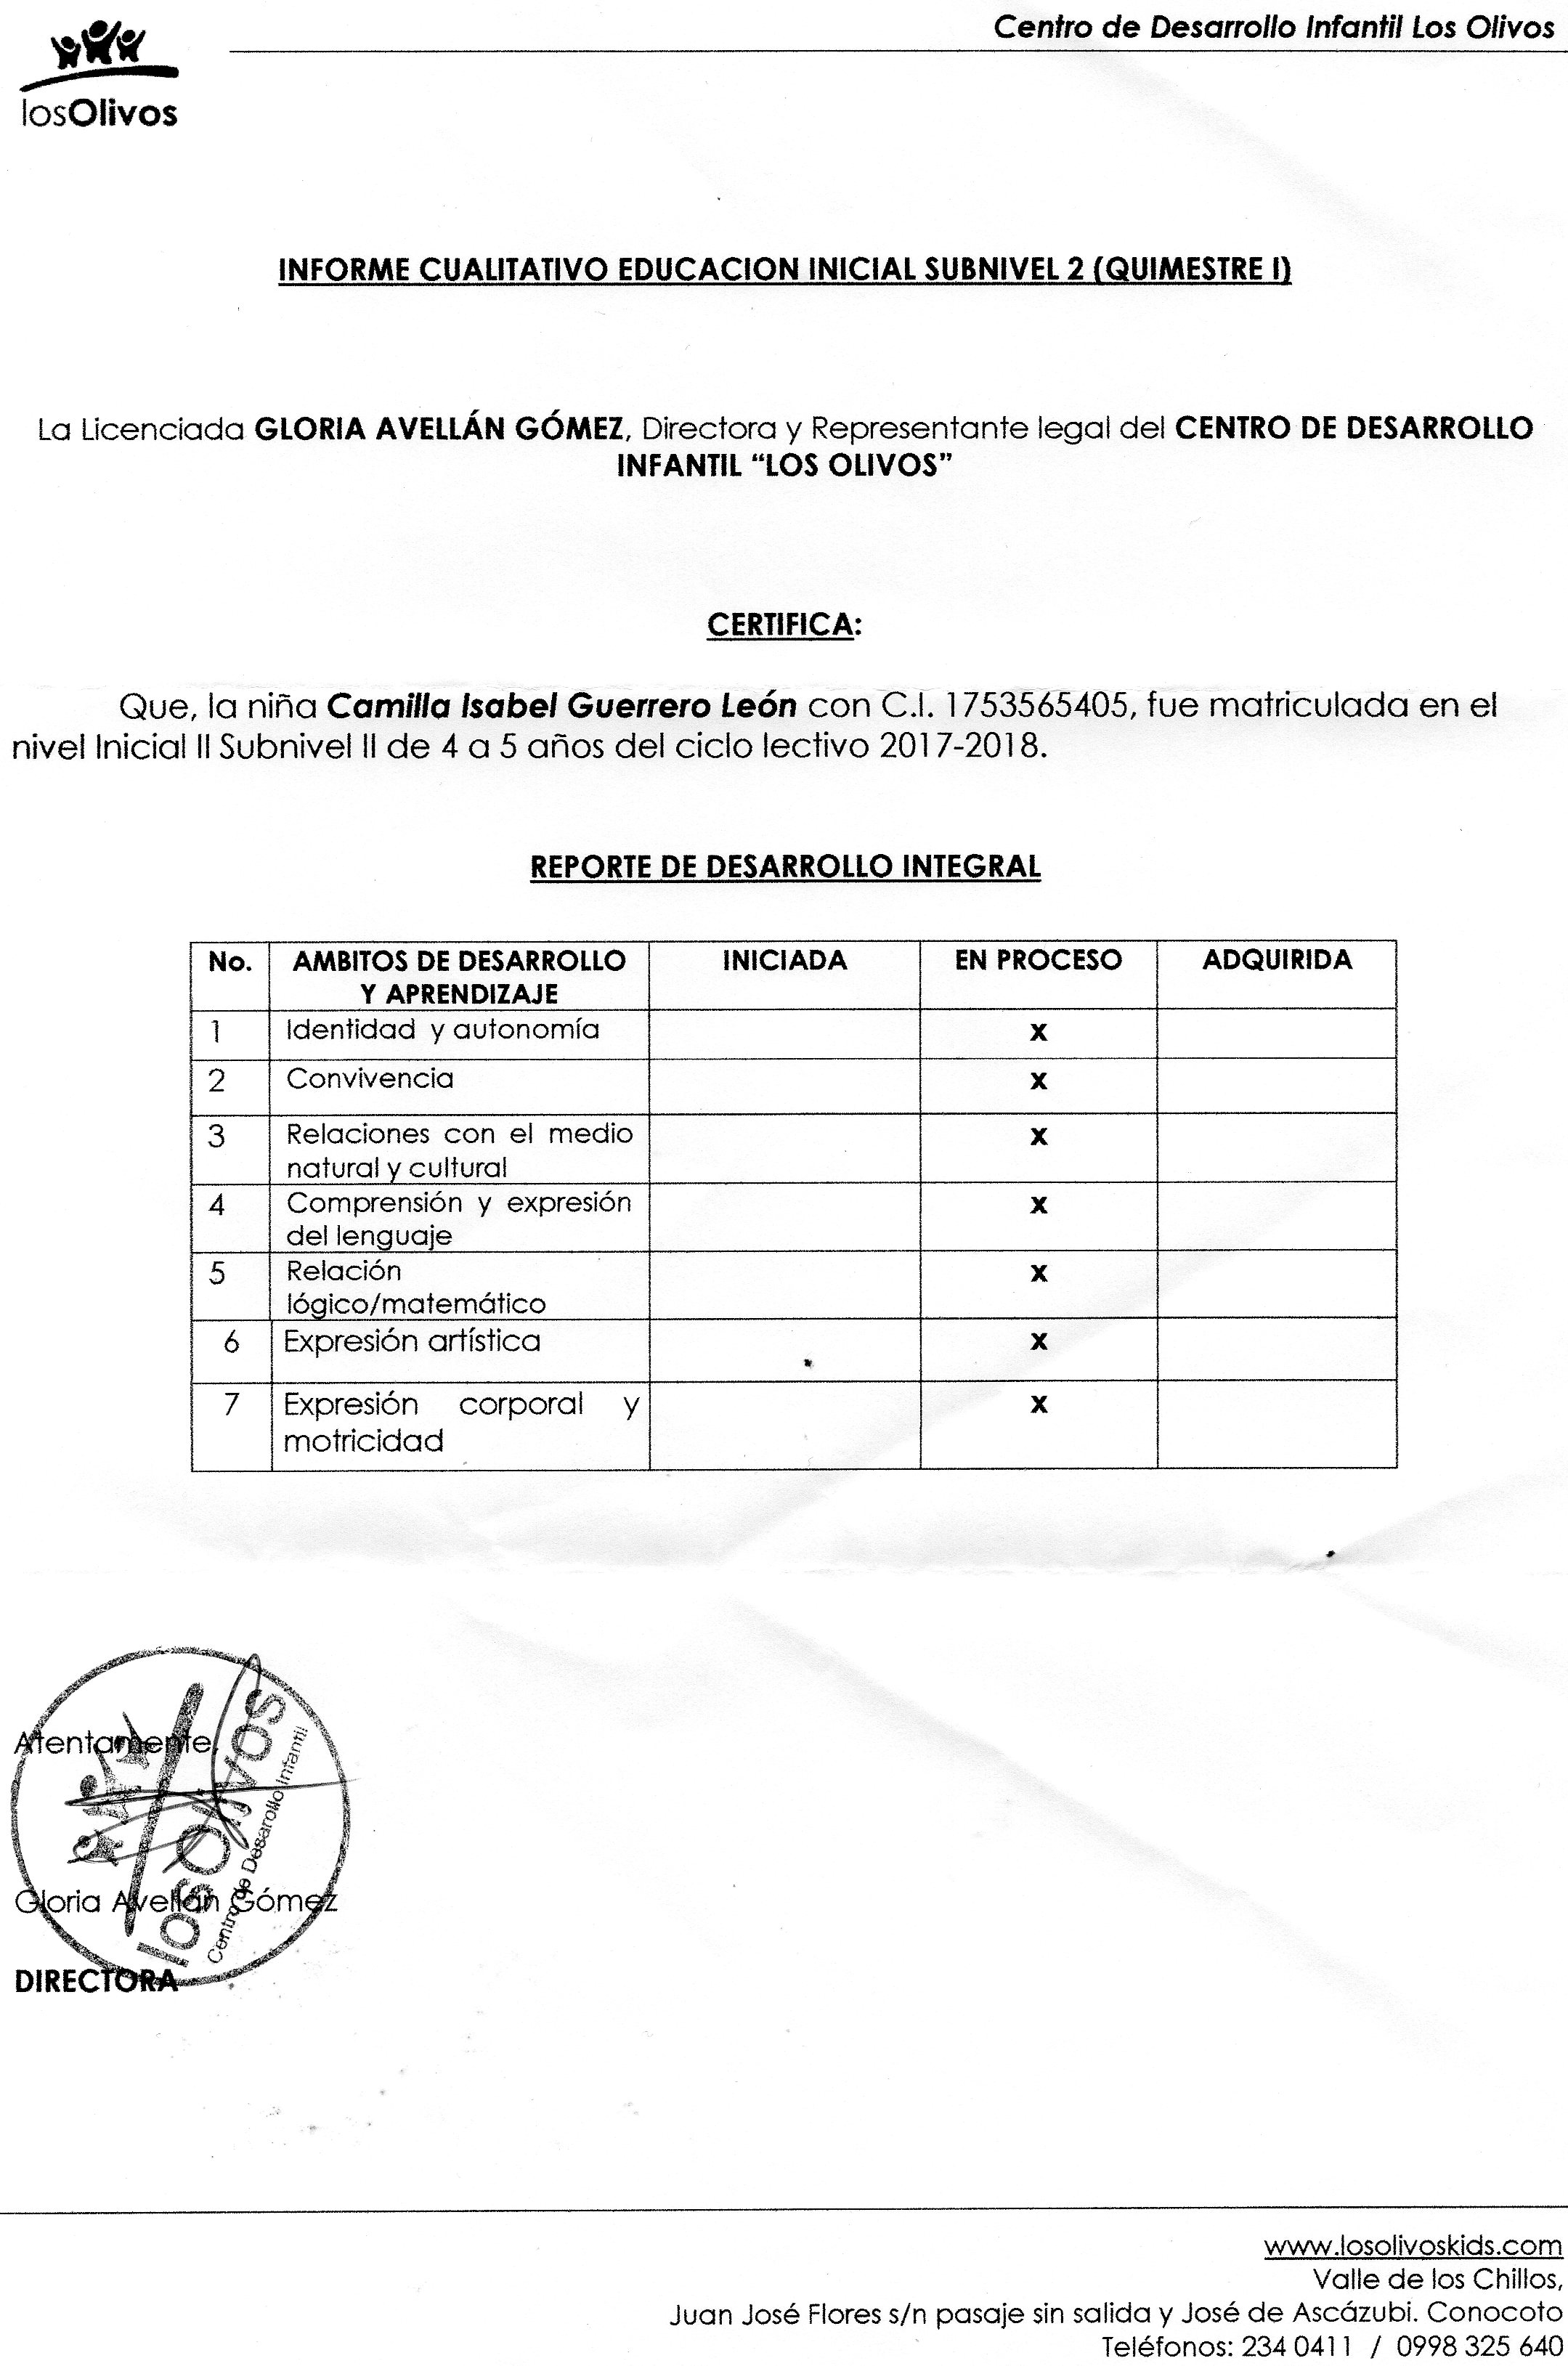 Centro de Desarrollo Infantil Los Olivos
losOlivos
INFORME CUALITATIVO EDUCACION INICIAL SUBNIVEL 2 (QUIMESTRE I)
La Licenciada GLORIA AVELLÁN GÓMEZ, Directora y Representante legal del CENTRO DE DESARROLLO
INFANTIL “LOS OLIVOS”
CERTIFICA:
Que, la niña Camilla Isabel Guerrero León con C.I. 1753565405, fue matriculada en el
nivel Inicial II Subnivel II de 4 a 5 años del ciclo lectivo 2017-2018.
REPORTE DE DESARROLLO INTEGRAL
No. AMBITOS DE DESARROLLO INICIADA EN PROCESO ADQUIRIDA
Y APRENDIZAJE
1 Identidad y autonomía x
2 Convivencia x
3 Relaciones con el medio x
natural y cultural
4 Comprensión y expresión x
del lenguaje
5 Relación x
lógico/matemático
6 Expresión artística x
7 Expresión corporal y x
motricidad
Atentamente,
losOlivos
Centro de Desarollo Infantil
Gloria Avellán Gómez
DIRECTORA
www.losolivoskids.com
Valle de los Chillos,
Juan José Flores s/n pasaje sin salida y José de Ascázubi. Conocoto
Teléfonos: 234 0411 / 0998 325 640